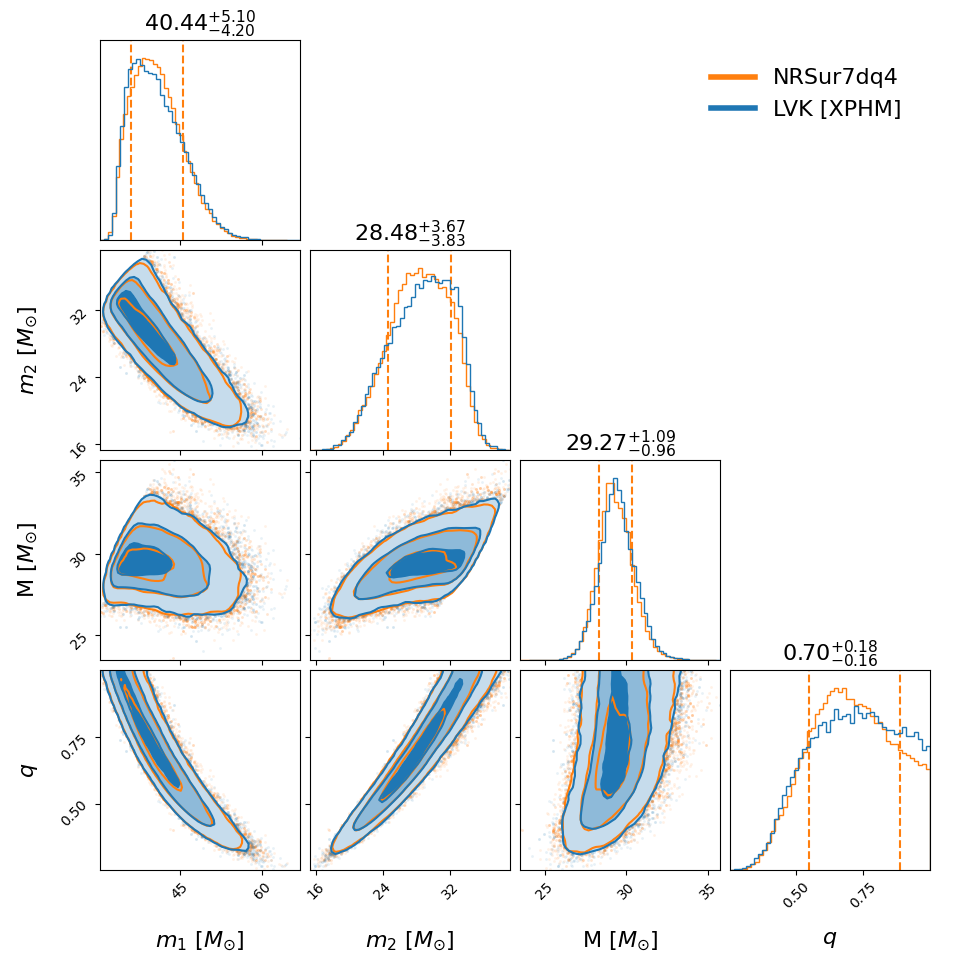 40.44+5.10−4.20
NRSur7dq4
LVK [XPHM]
28.48+3.67−3.83
m₂ [M⊙]
32
24
16
29.27+1.09−0.96
M [M⊙]
35
30
25
0.70+0.18−0.16
q
0.75
0.50
45
60
16
24
32
25
30
35
0.50
0.75
m₁ [M⊙]
m₂ [M⊙]
M [M⊙]
q